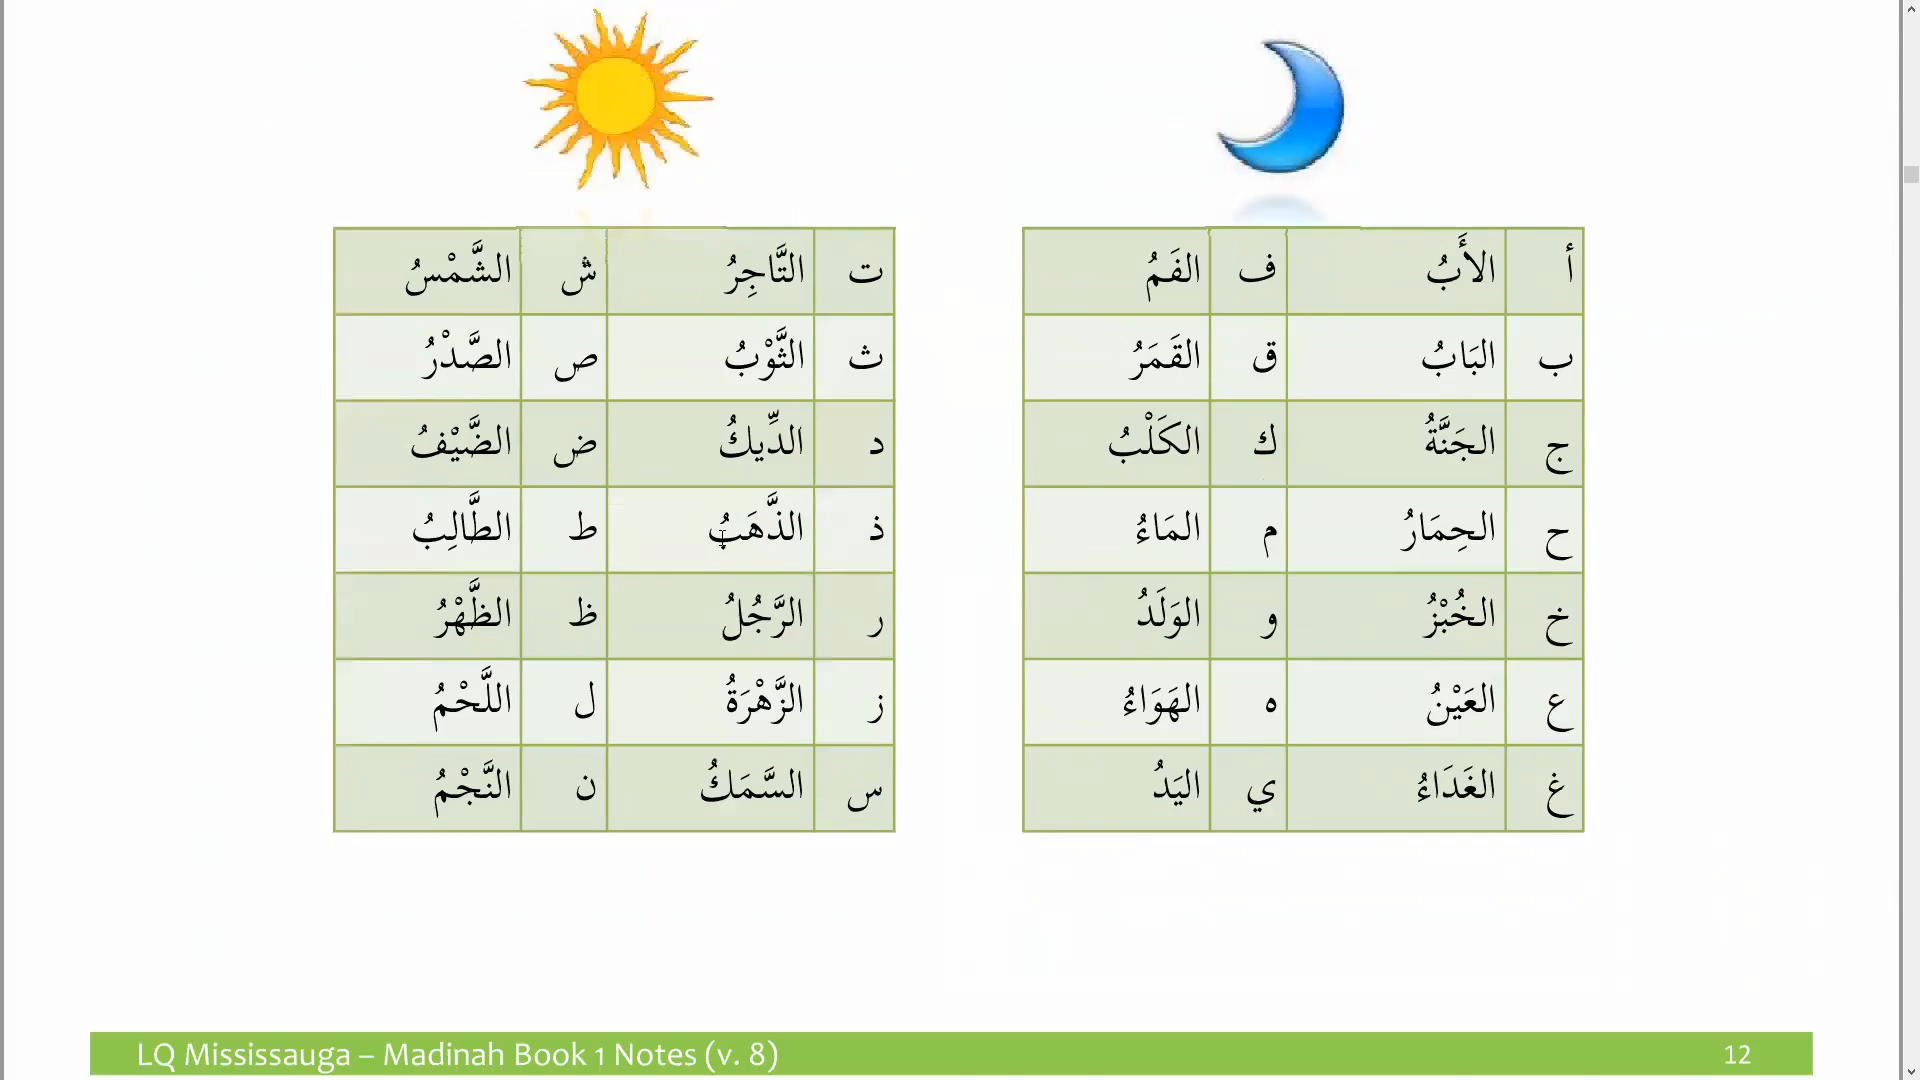 أ الأَبُ ف الفَمُ
ب البَابُ ق القَمَرُ
ج الجَنَّةُ ك الكَلْبُ
ح الحِمَارُ م المَاءُ
خ الخُبْزُ و الوَلَدُ
ع العَيْنُ ه الهَوَاءُ
غ الغَدَاءُ ي اليَدُ
ت التَّاجِرُ ش الشَّمْسُ
ث الثَّوْبُ ص الصَّدْرُ
د الدِّيكُ ض الضَّيْفُ
ذ الذَّهَبُ ط الطَّالِبُ
ر الرَّجُلُ ظ الظَّهْرُ
ز الزَّهْرَةُ ل اللَّحْمُ
س السَّمَكُ ن النَّجْمُ
LQ Mississauga – Madinah Book 1 Notes (v. 8) 12